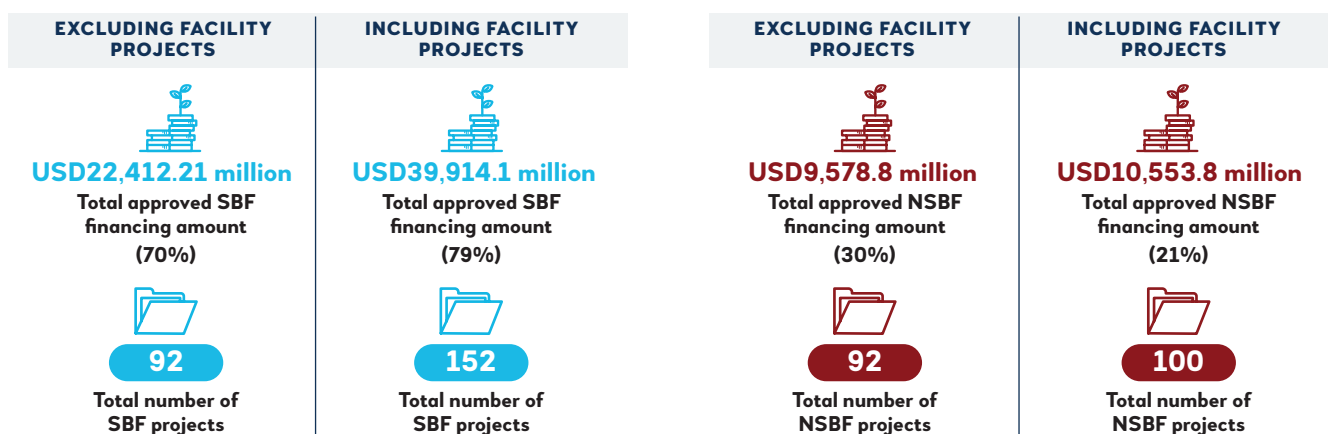 EXCLUDING FACILITY
PROJECTS
USD22,412.21 million
Total approved SBF
financing amount
(70%)
92
Total number of
SBF projects
INCLUDING FACILITY
PROJECTS
USD39,914.1 million
Total approved SBF
financing amount
(79%)
152
Total number of
SBF projects
EXCLUDING FACILITY
PROJECTS
USD9,578.8 million
Total approved NSBF
financing amount
(30%)
92
Total number of
NSBF projects
INCLUDING FACILITY
PROJECTS
USD10,553.8 million
Total approved NSBF
financing amount
(21%)
100
Total number of
NSBF projects